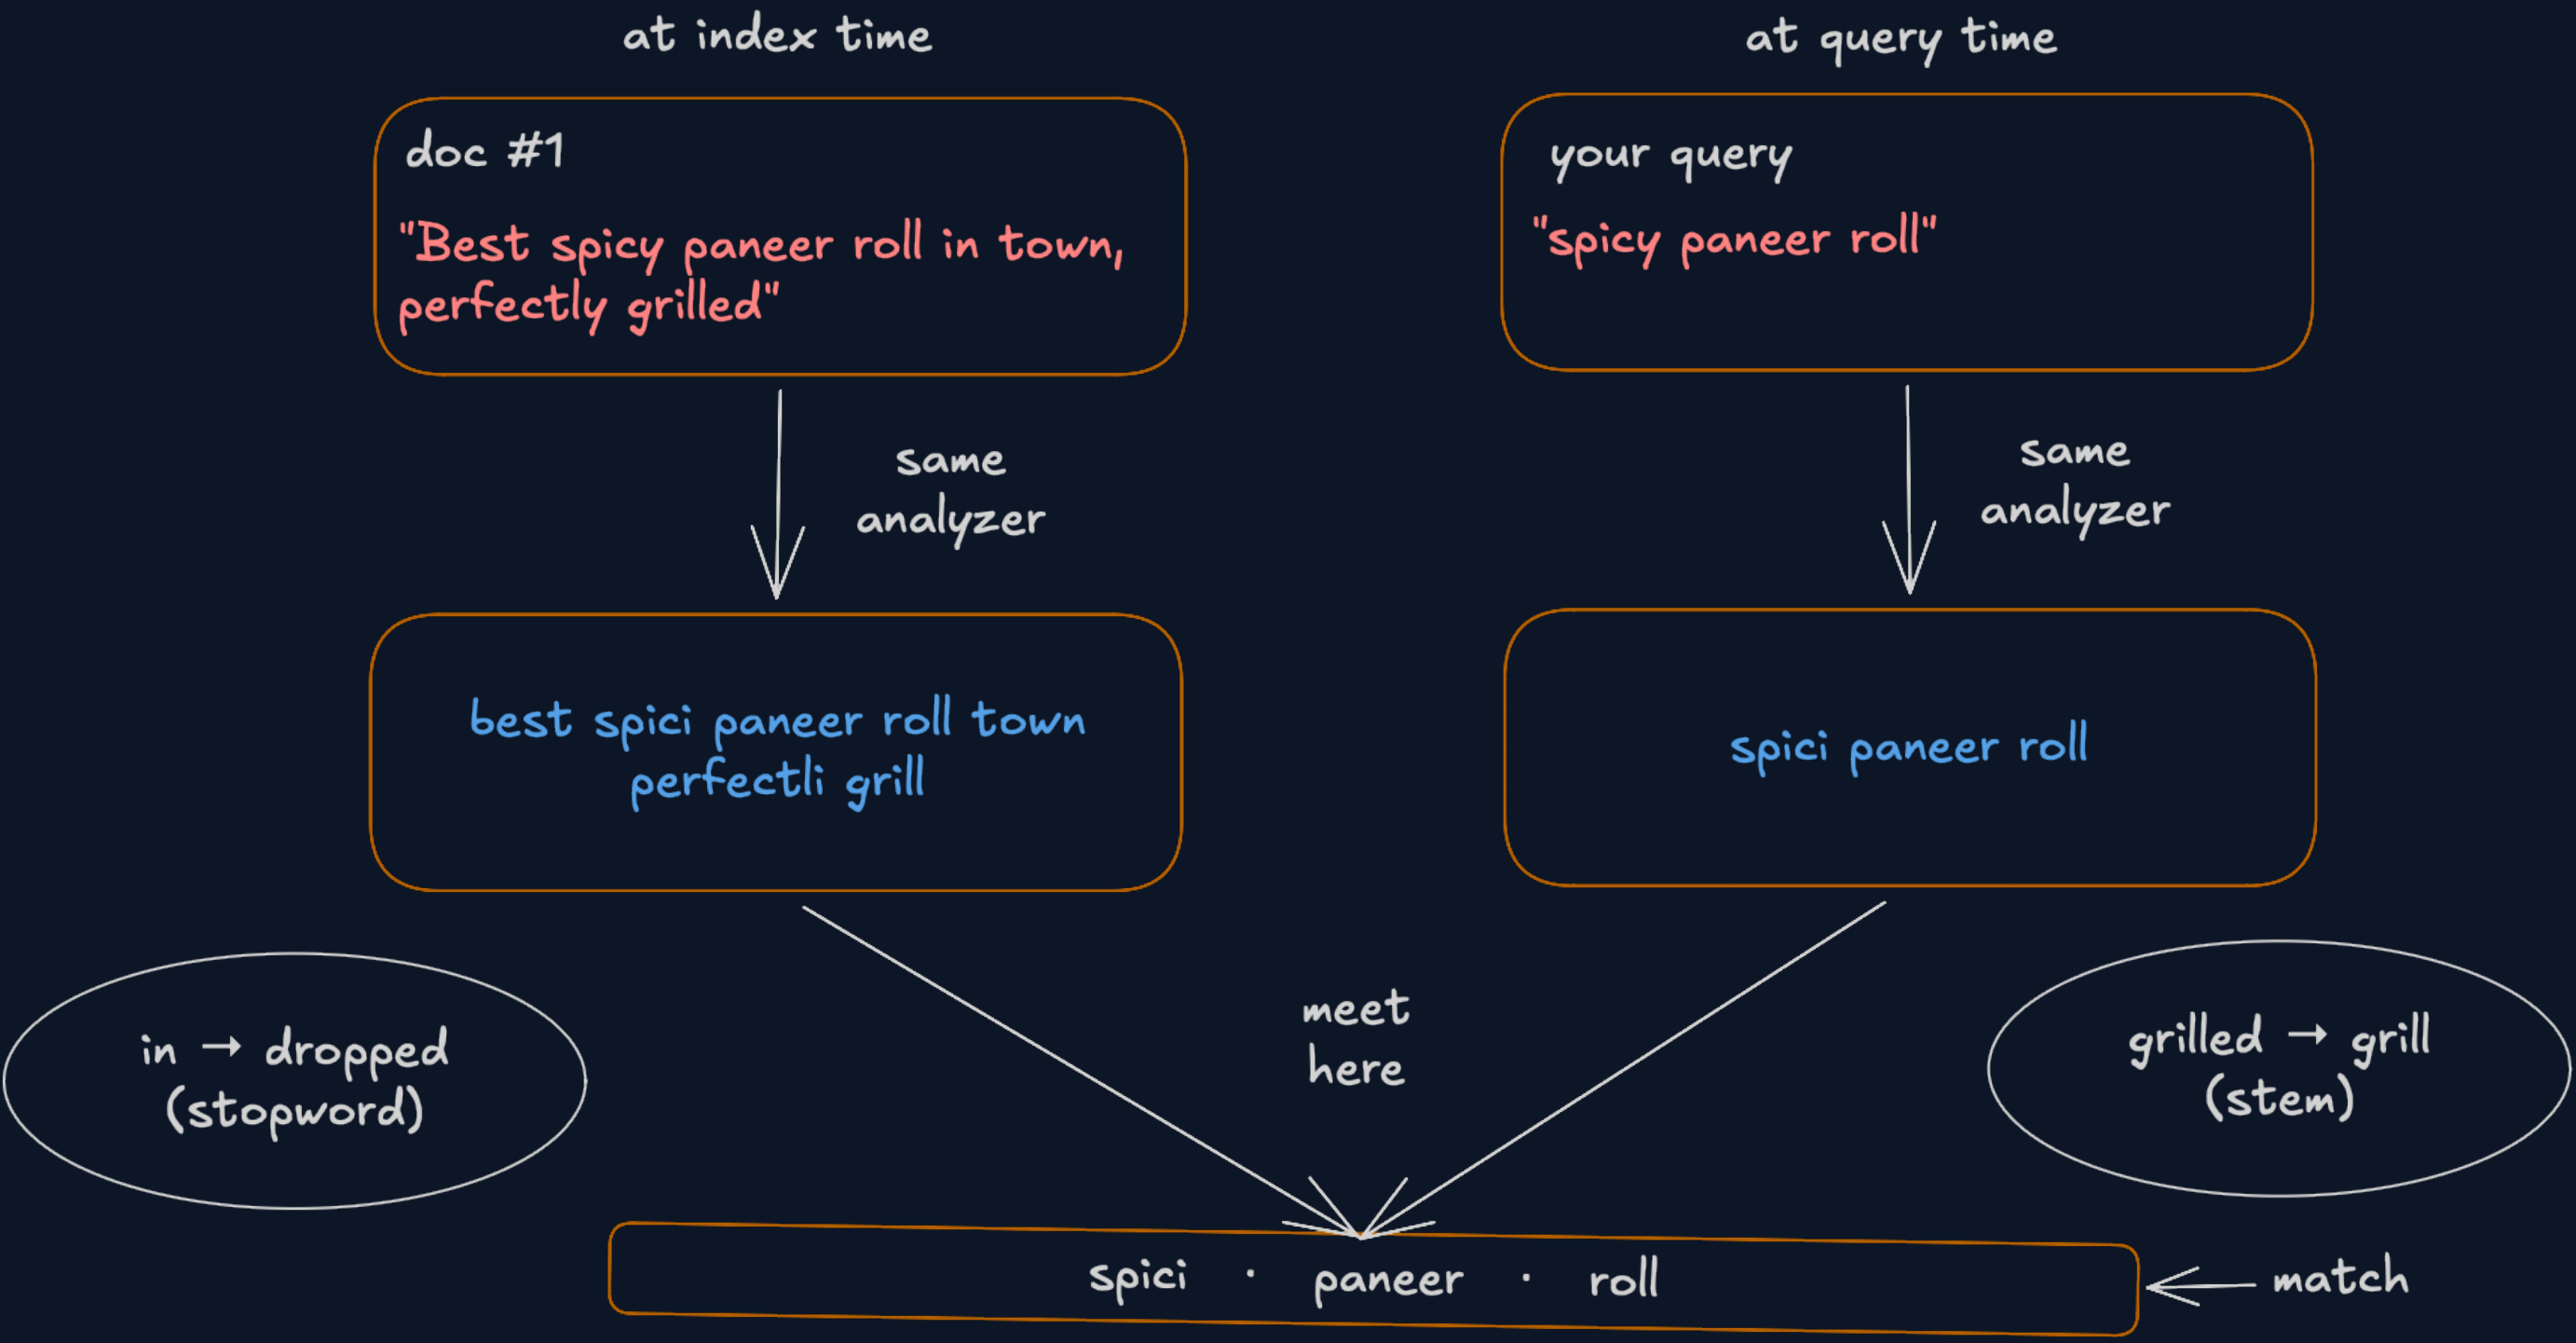 at index time
at query time
doc #1
"Best spicy paneer roll in town,
perfectly grilled"
your query
"spicy paneer roll"
same
analyzer
same
analyzer
best spici paneer roll town
perfectli grill
spici paneer roll
in → dropped
(stopword)
meet
here
grilled → grill
(stem)
spici · paneer · roll
match